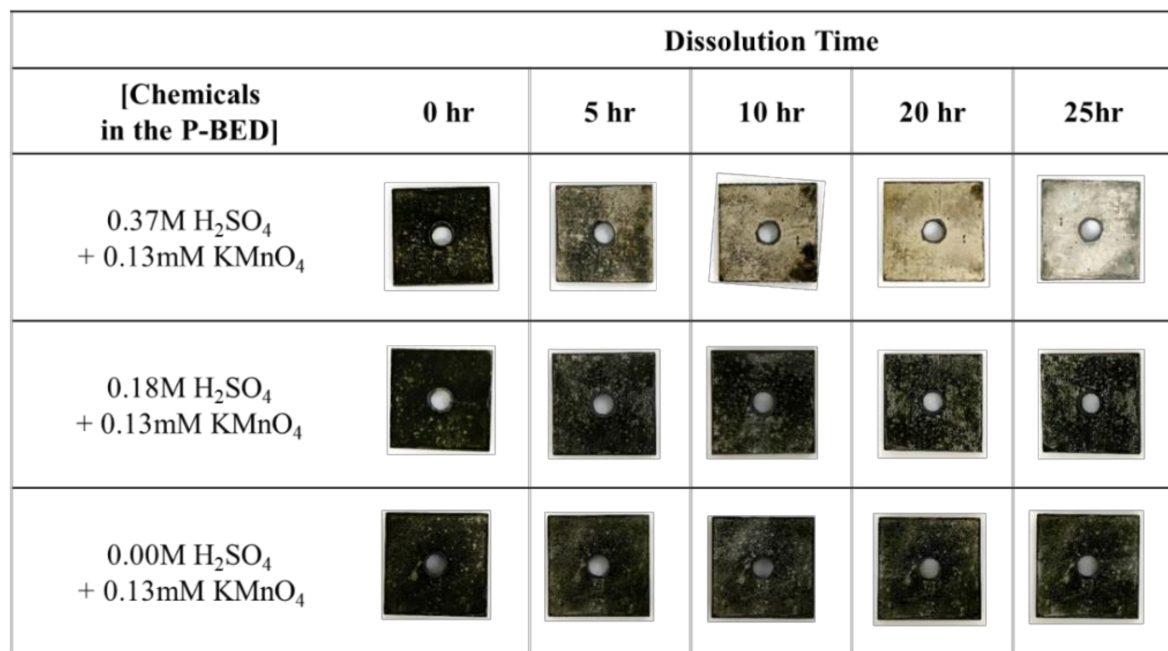 Dissolution Time
[Chemicals
in the P-BED]
0 hr
5 hr
10 hr
20 hr
25hr
0.37M H₂SO₄
+ 0.13mM KMnO₄
0.18M H₂SO₄
+ 0.13mM KMnO₄
0.00M H₂SO₄
+ 0.13mM KMnO₄